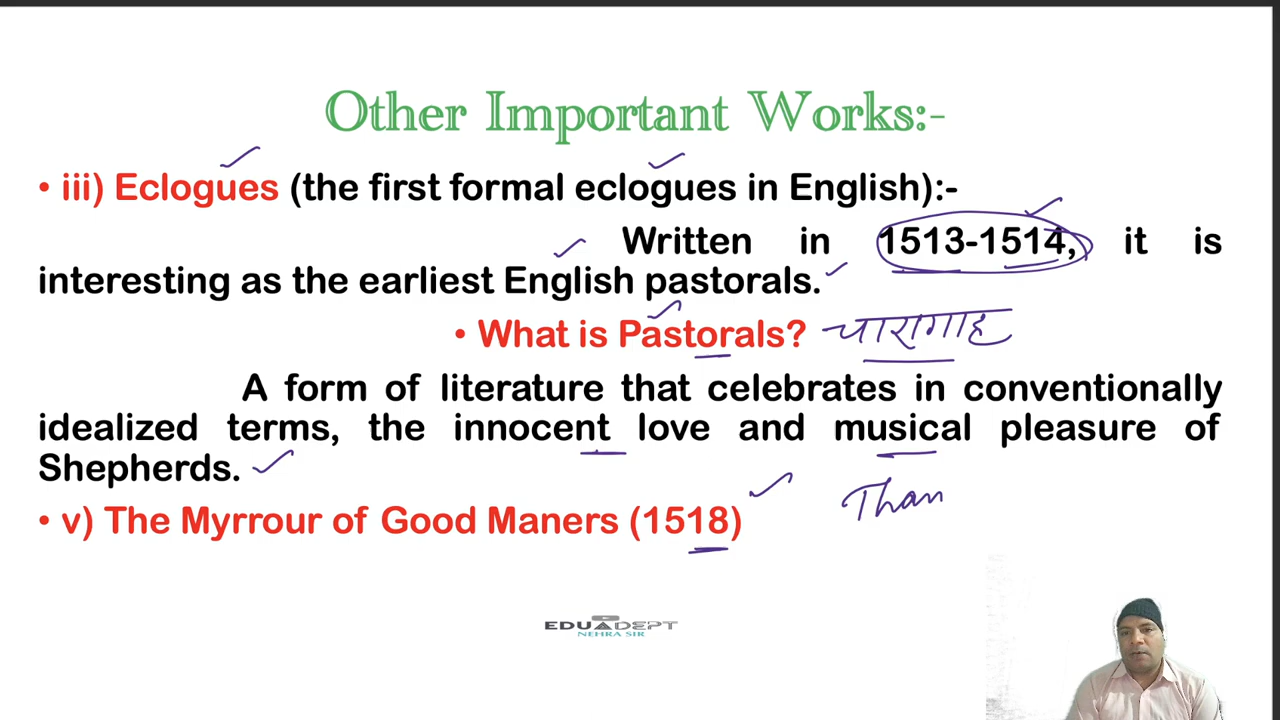 Other Important Works:-
• iii) Eclogues (the first formal eclogues in English):-
Written in 1513-1514, it is
interesting as the earliest English pastorals.
• What is Pastorals? चारागाह
A form of literature that celebrates in conventionally
idealized terms, the innocent love and musical pleasure of
Shepherds.
• v) The Myrrour of Good Maners (1518)
Than
EDUADEPT
NEHRA SIR